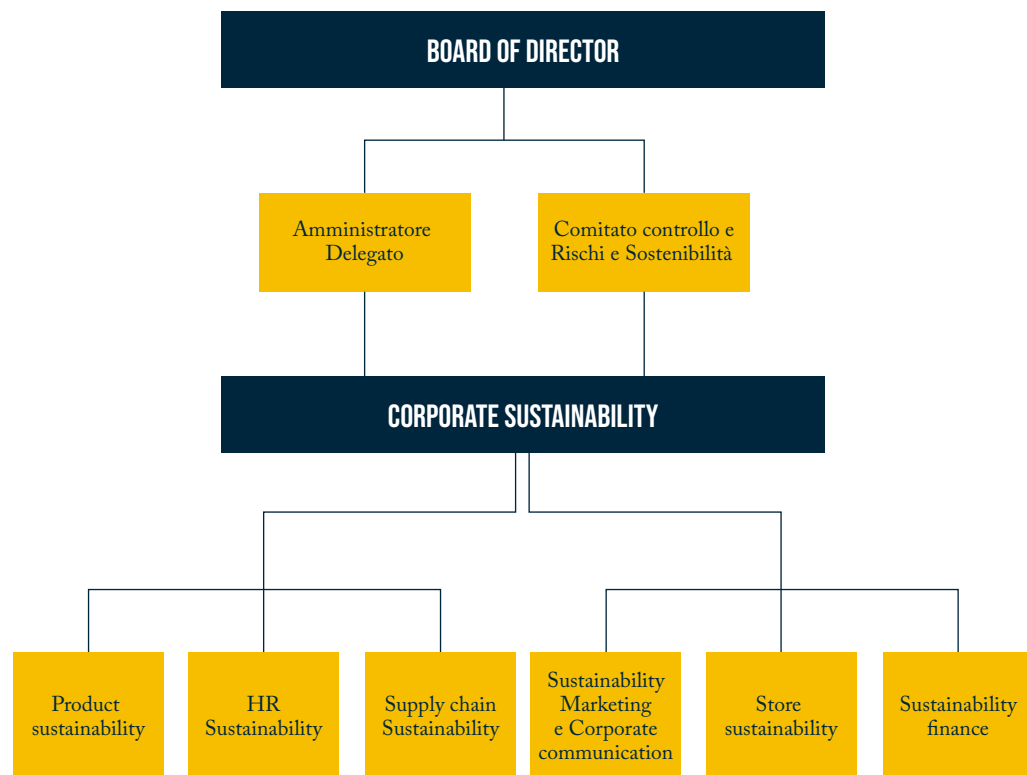 BOARD OF DIRECTOR
Amministratore
Delegato
Comitato controllo e
Rischi e Sostenibilità
CORPORATE SUSTAINABILITY
Product
sustainability
HR
Sustainability
Supply chain
Sustainability
Sustainability
Marketing
e Corporate
communication
Store
sustainability
Sustainability
finance